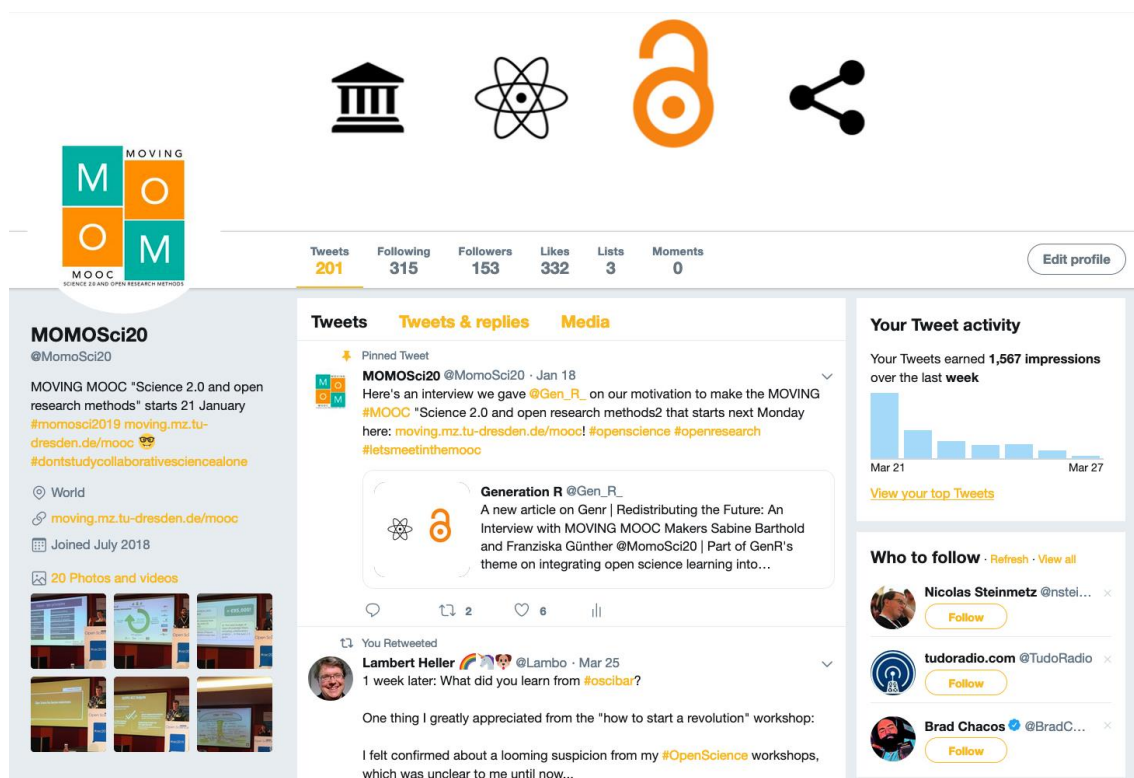 MOVING
M
O
O
M
MOOC
SCIENCE 2.0 AND OPEN RESEARCH METHODS
Tweets
201
Following
315
Followers
153
Likes
332
Lists
3
Moments
0
Edit profile
MOMOSci20
@MomoSci20
MOVING MOOC "Science 2.0 and open
research methods" starts 21 January
#momosci2019 moving.mz.tu-
dresden.de/mooc 🤓
#dontstudycollaborativesciencealone
World
moving.mz.tu-dresden.de/mooc
Joined July 2018
20 Photos and videos
Tweets Tweets & replies Media
Pinned Tweet
MOMOSci20 @MomoSci20 · Jan 18
Here's an interview we gave @Gen_R_ on our motivation to make the MOVING
#MOOC "Science 2.0 and open research methods2 that starts next Monday
here: moving.mz.tu-dresden.de/mooc! #openscience #openresearch
#letsmeetinthemooc
Generation R @Gen_R_
A new article on Genr | Redistributing the Future: An
Interview with MOVING MOOC Makers Sabine Barthold
and Franziska Günther @MomoSci20 | Part of GenR's
theme on integrating open science learning into…
2 6
You Retweeted
Lambert Heller 🌈🦄🐶 @Lambo · Mar 25
1 week later: What did you learn from #oscibar?
One thing I greatly appreciated from the "how to start a revolution" workshop:
I felt confirmed about a looming suspicion from my #OpenScience workshops,
which was unclear to me until now...
Your Tweet activity
Your Tweets earned 1,567 impressions
over the last week
Mar 21 Mar 27
View your top Tweets
Who to follow · Refresh · View all
Nicolas Steinmetz @nstei...
Follow
tudoradio.com @TudoRadio
Follow
Brad Chacos @BradC...
Follow